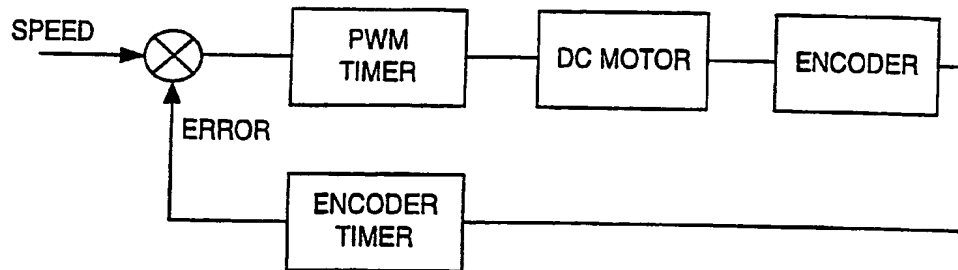 SPEED
PWM
TIMER
DC MOTOR
ENCODER
ERROR
ENCODER
TIMER